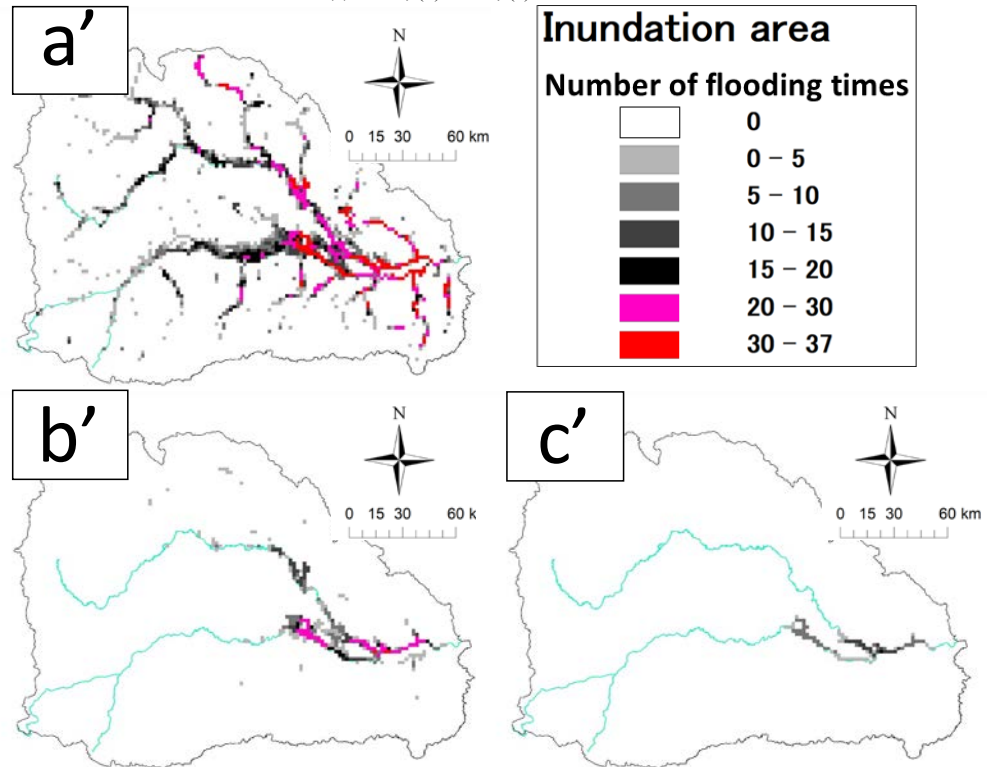 a’
N
0 15 30 60 km
Inundation area
Number of flooding times
0
0 – 5
5 – 10
10 – 15
15 – 20
20 – 30
30 – 37
b’
N
0 15 30 60 k
c’
N
0 15 30 60 km